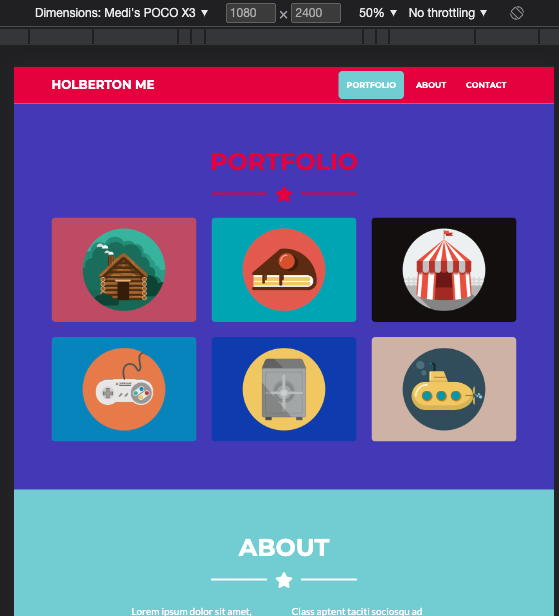 Dimensions: Medi's POCO X3 ▼ 1080 × 2400 50% ▼ No throttling ▼
HOLBERTON ME PORTFOLIO ABOUT CONTACT
PORTFOLIO
ABOUT
Lorem ipsum dolor sit amet, Class aptent taciti sociosqu ad